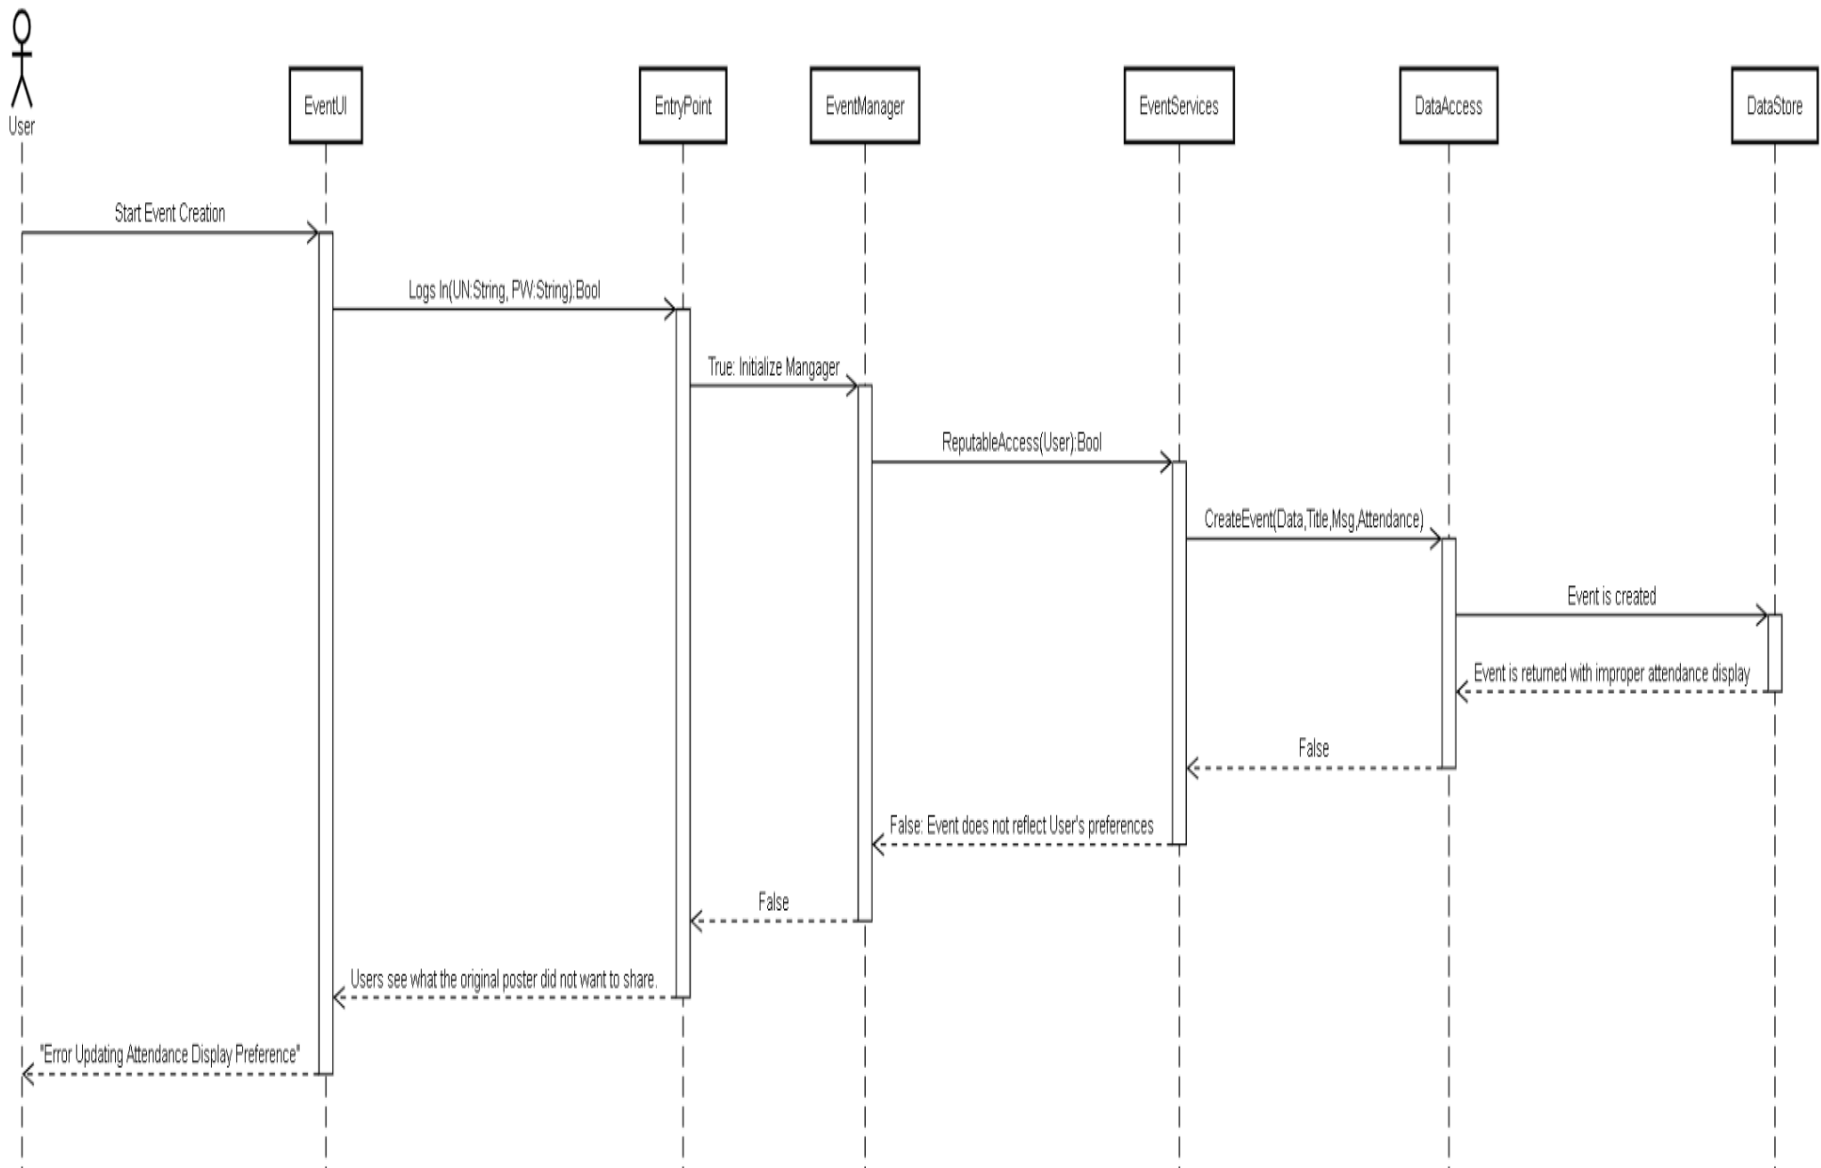 User
EventUI
EntryPoint
EventManager
EventServices
DataAccess
DataStore
Start Event Creation
Logs In(UN:String, PW:String):Bool
True: Initialize Mangager
ReputableAccess(User):Bool
CreateEvent(Data,Title,Msg,Attendance)
Event is created
Event is returned with improper attendance display
False
False: Event does not reflect User's preferences
False
Users see what the original poster did not want to share.
"Error Updating Attendance Display Preference"